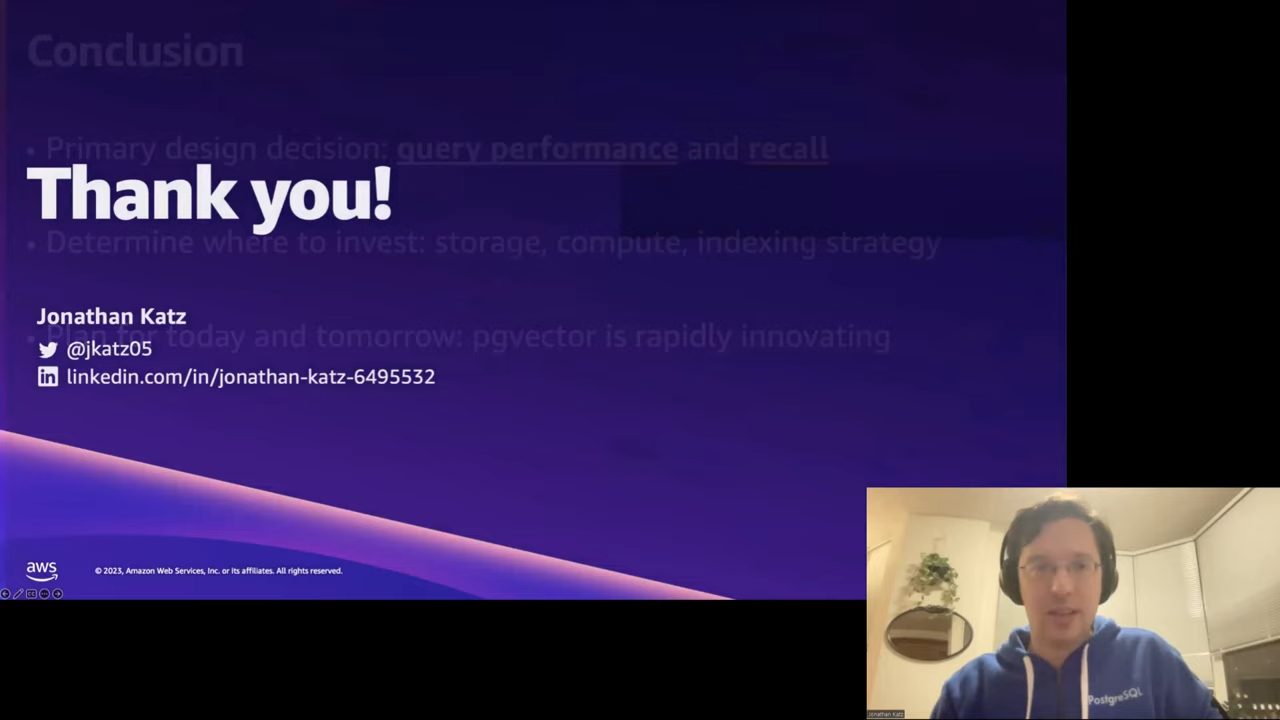 Conclusion
• Primary design decision: query performance and recall
Thank you!
• Determine where to invest: storage, compute, indexing strategy
Jonathan Katz
• Plan for today and tomorrow: pgvector is rapidly innovating
@jkatz05
linkedin.com/in/jonathan-katz-6495532
aws
© 2023, Amazon Web Services, Inc. or its affiliates. All rights reserved.
PostgreSQL
Jonathan Katz